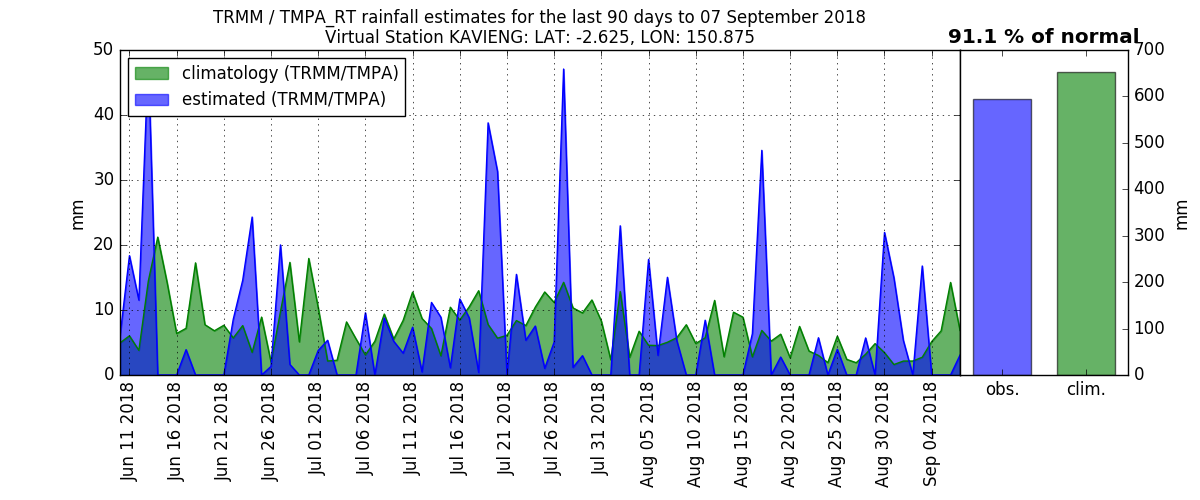 TRMM / TMPA_RT rainfall estimates for the last 90 days to 07 September 2018
Virtual Station KAVIENG: LAT: -2.625, LON: 150.875
91.1 % of normal
climatology (TRMM/TMPA)
estimated (TRMM/TMPA)
50
40
30
20
10
0
mm
700
600
500
400
300
200
100
0
mm
Jun 11 2018
Jun 16 2018
Jun 21 2018
Jun 26 2018
Jul 01 2018
Jul 06 2018
Jul 11 2018
Jul 16 2018
Jul 21 2018
Jul 26 2018
Jul 31 2018
Aug 05 2018
Aug 10 2018
Aug 15 2018
Aug 20 2018
Aug 25 2018
Aug 30 2018
Sep 04 2018
obs.
clim.